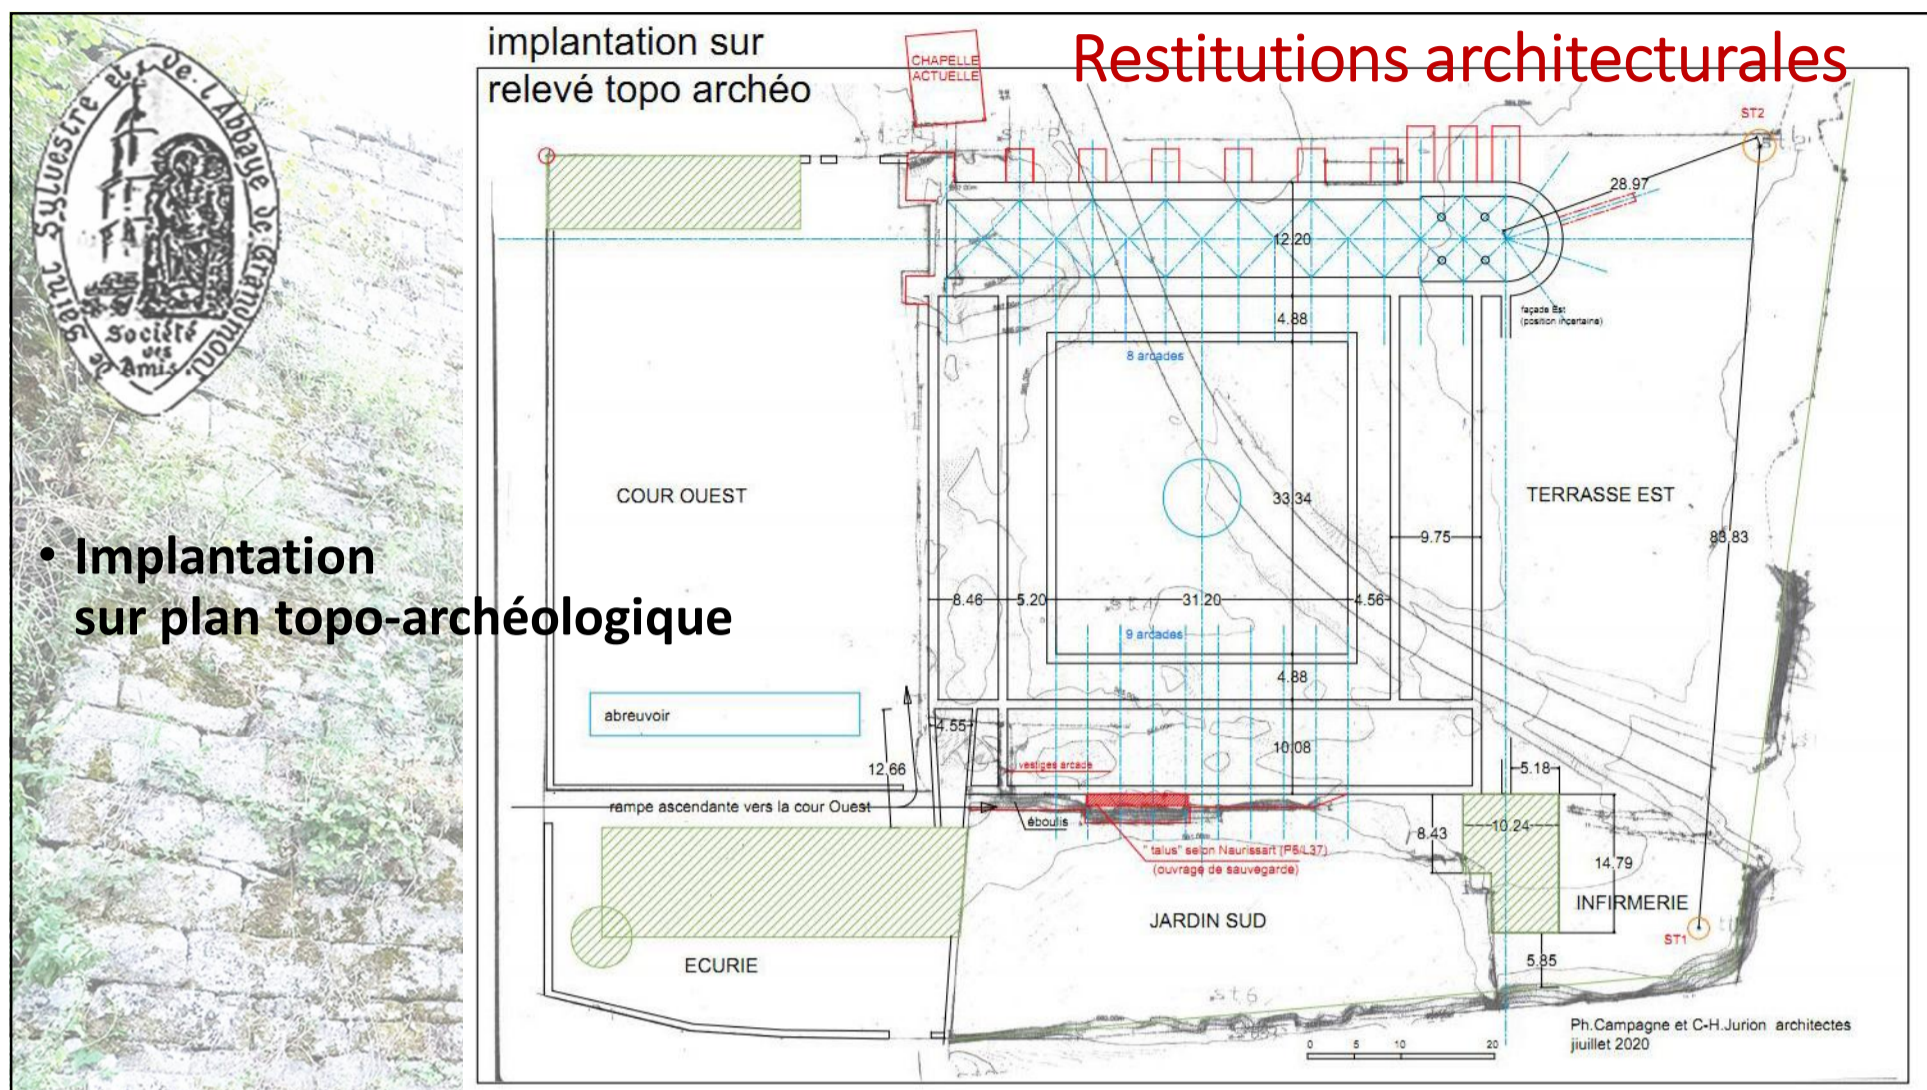 implantation sur
relevé topo archéo
Restitutions architecturales
CHAPELLE
ACTUELLE
de Saint Sylvestre et de l'Abbaye de Grandmont.
Société
des
Amis
ST2
28.97
12.20
façade Est
(position incertaine)
4.88
8 arcades
COUR OUEST
33.34
TERRASSE EST
• Implantation
sur plan topo-archéologique
9.75
83.83
8.46
5.20
31.20
4.56
9 arcades
4.88
abreuvoir
4.55
10.08
12.66
vestiges arcade
5.18
rampe ascendante vers la cour Ouest
éboulis
8.43
10.24
" talus" selon Naurissart (P6/L37)
(ouvrage de sauvegarde)
14.79
INFIRMERIE
JARDIN SUD
ST1
ECURIE
5.85
st6
Ph.Campagne et C-H.Jurion architectes
jiuillet 2020
0 5 10 20